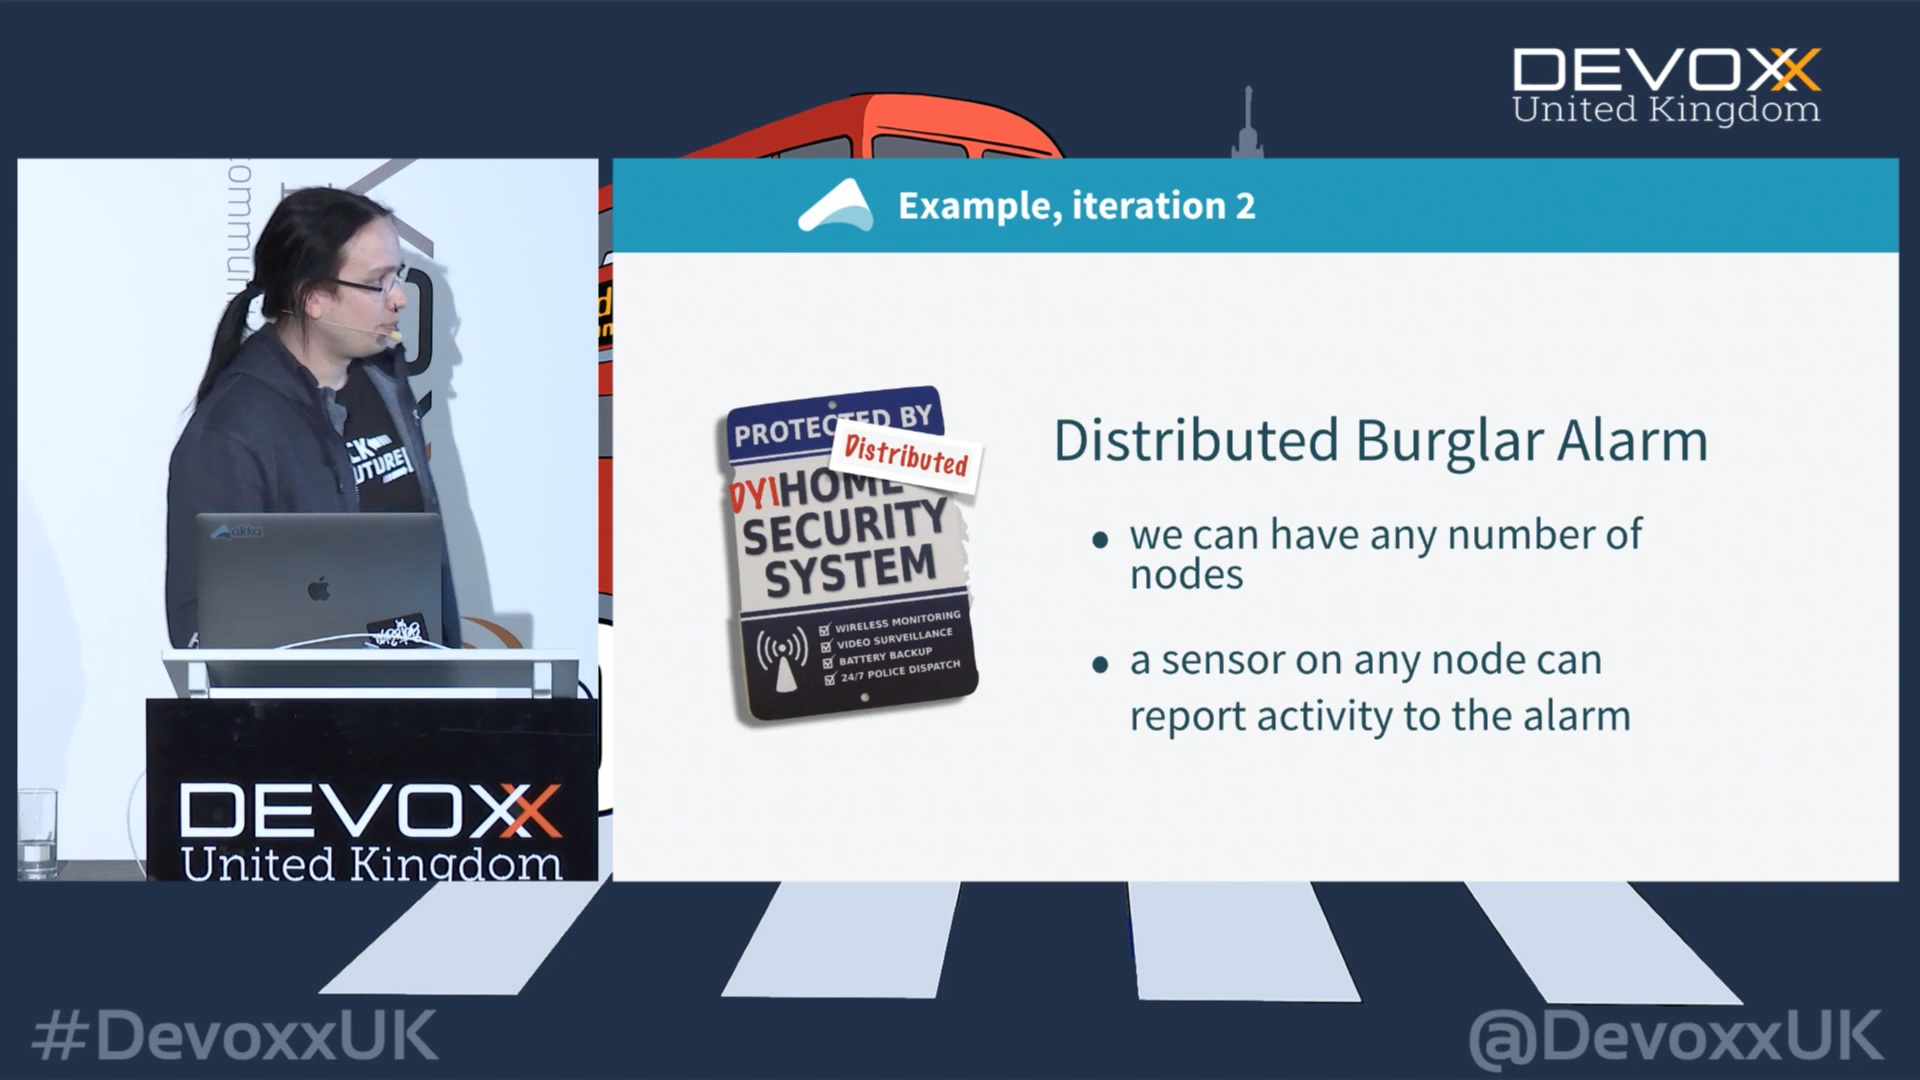 DEVOXX
United Kingdom
Example, iteration 2
PROTECTED BY
Distributed
DYIHOME
SECURITY
SYSTEM
WIRELESS MONITORING
VIDEO SURVEILLANCE
BATTERY BACKUP
24/7 POLICE DISPATCH
Distributed Burglar Alarm
• we can have any number of
nodes
• a sensor on any node can
report activity to the alarm
akka
DEVOXX
United Kingdom
#DevoxxUK
@DevoxxUK